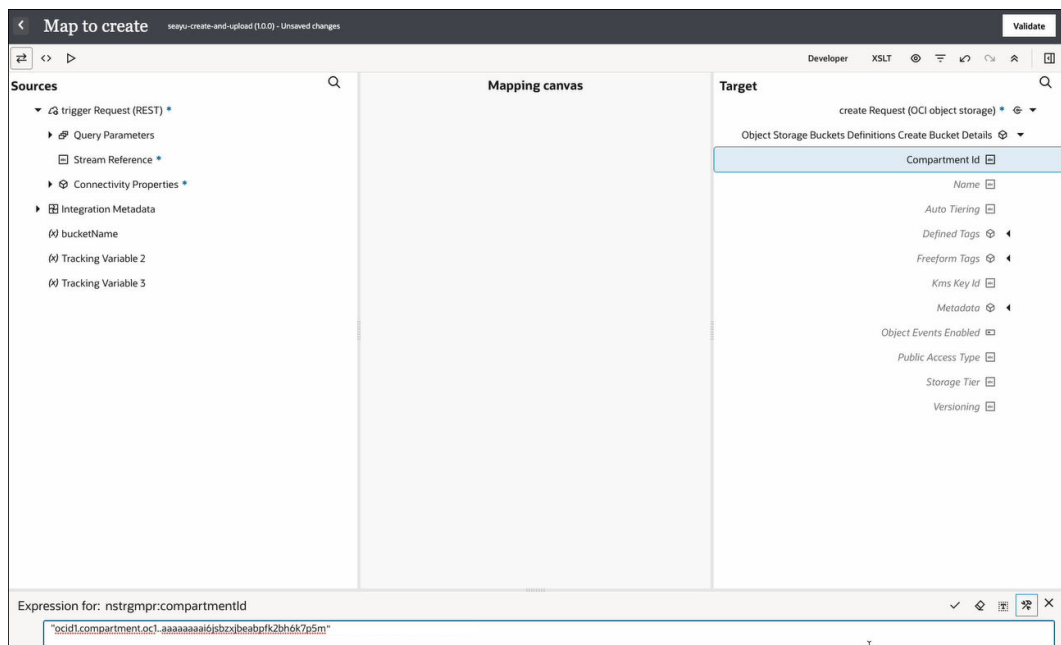 Map to create seayu-create-and-upload (1.0.0) - Unsaved changes Validate
Developer XSLT
Sources Mapping canvas Target
trigger Request (REST) * create Request (OCI object storage) *
Query Parameters Object Storage Buckets Definitions Create Bucket Details
Stream Reference * Compartment Id
Connectivity Properties * Name
Integration Metadata Auto Tiering
(x) bucketName Defined Tags
(x) Tracking Variable 2 Freeform Tags
(x) Tracking Variable 3 Kms Key Id
Metadata
Object Events Enabled
Public Access Type
Storage Tier
Versioning
Expression for: nstrgmpr:compartmentId
"ocid1.compartment.oc1..aaaaaaaai6jsbzxjbeabpfk2bh6k7p5m"